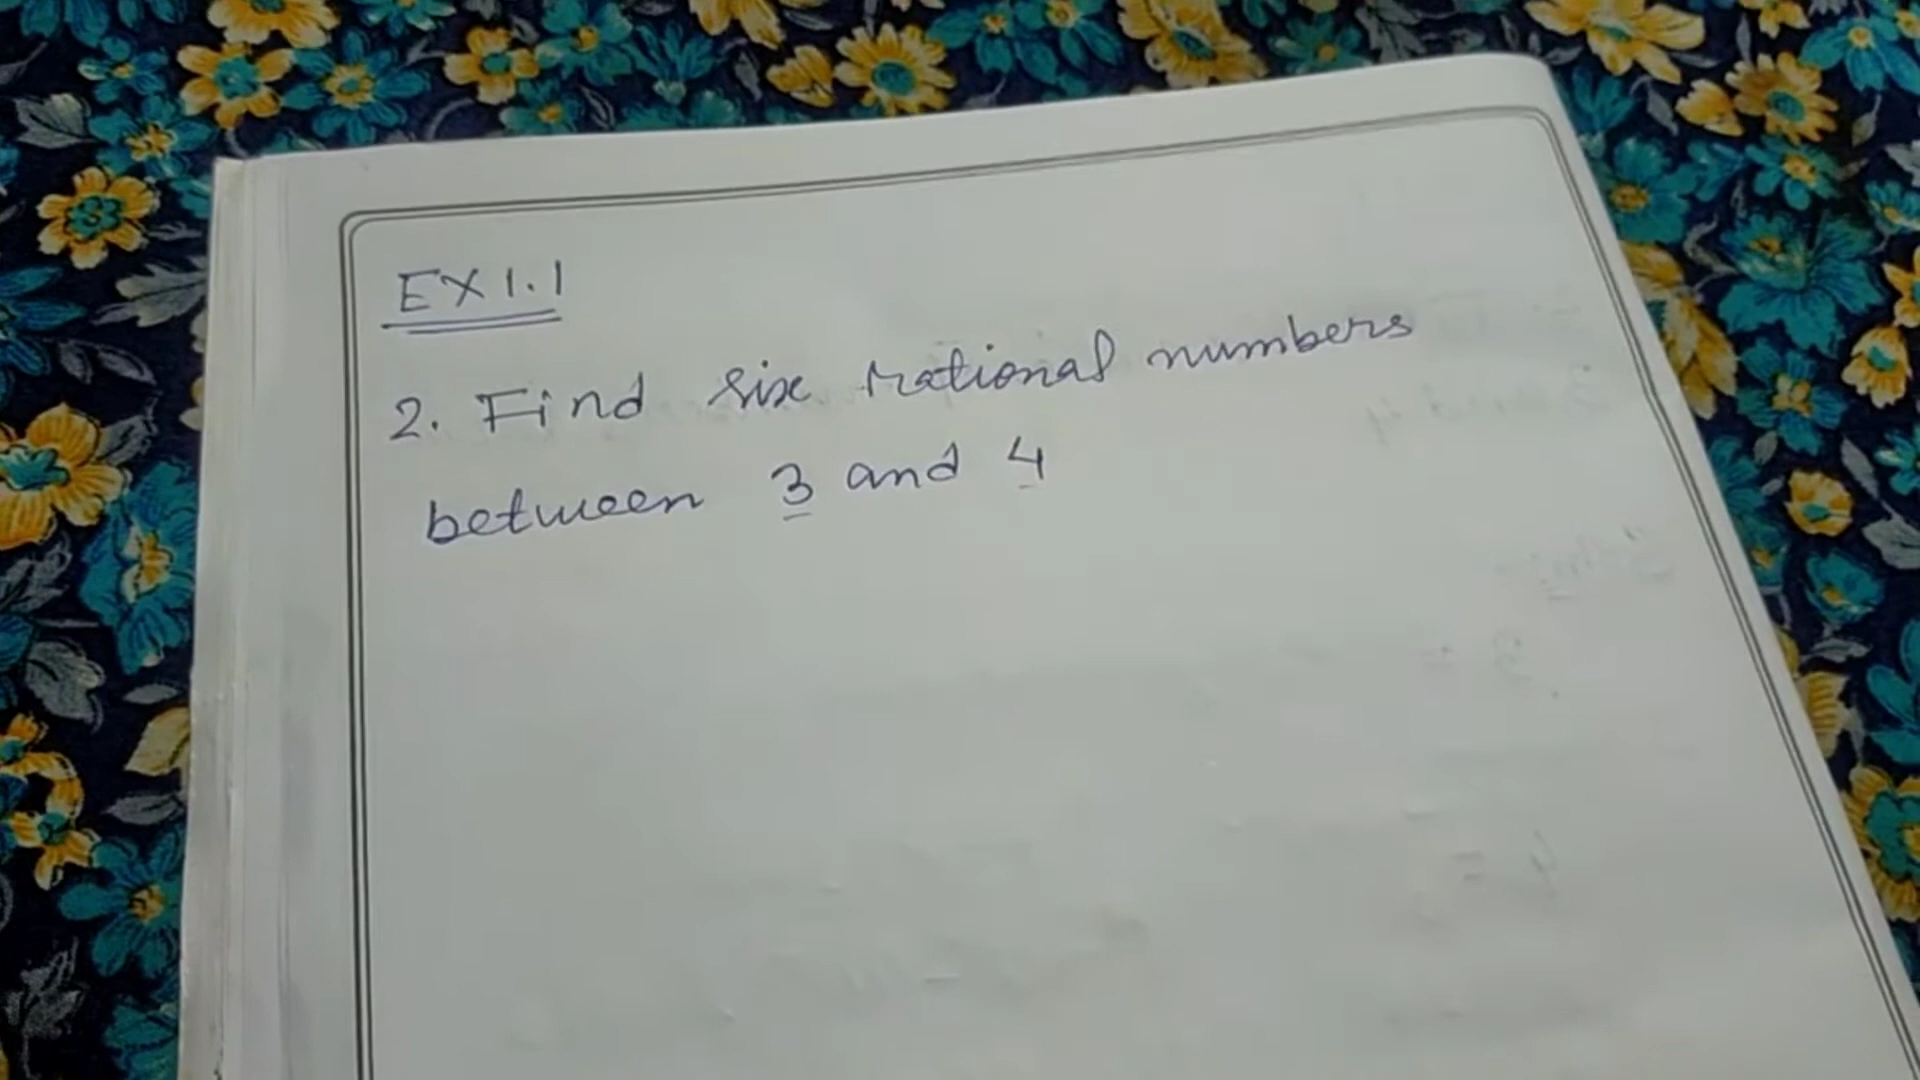 EX 1.1
2. Find six rational numbers
between 3 and 4